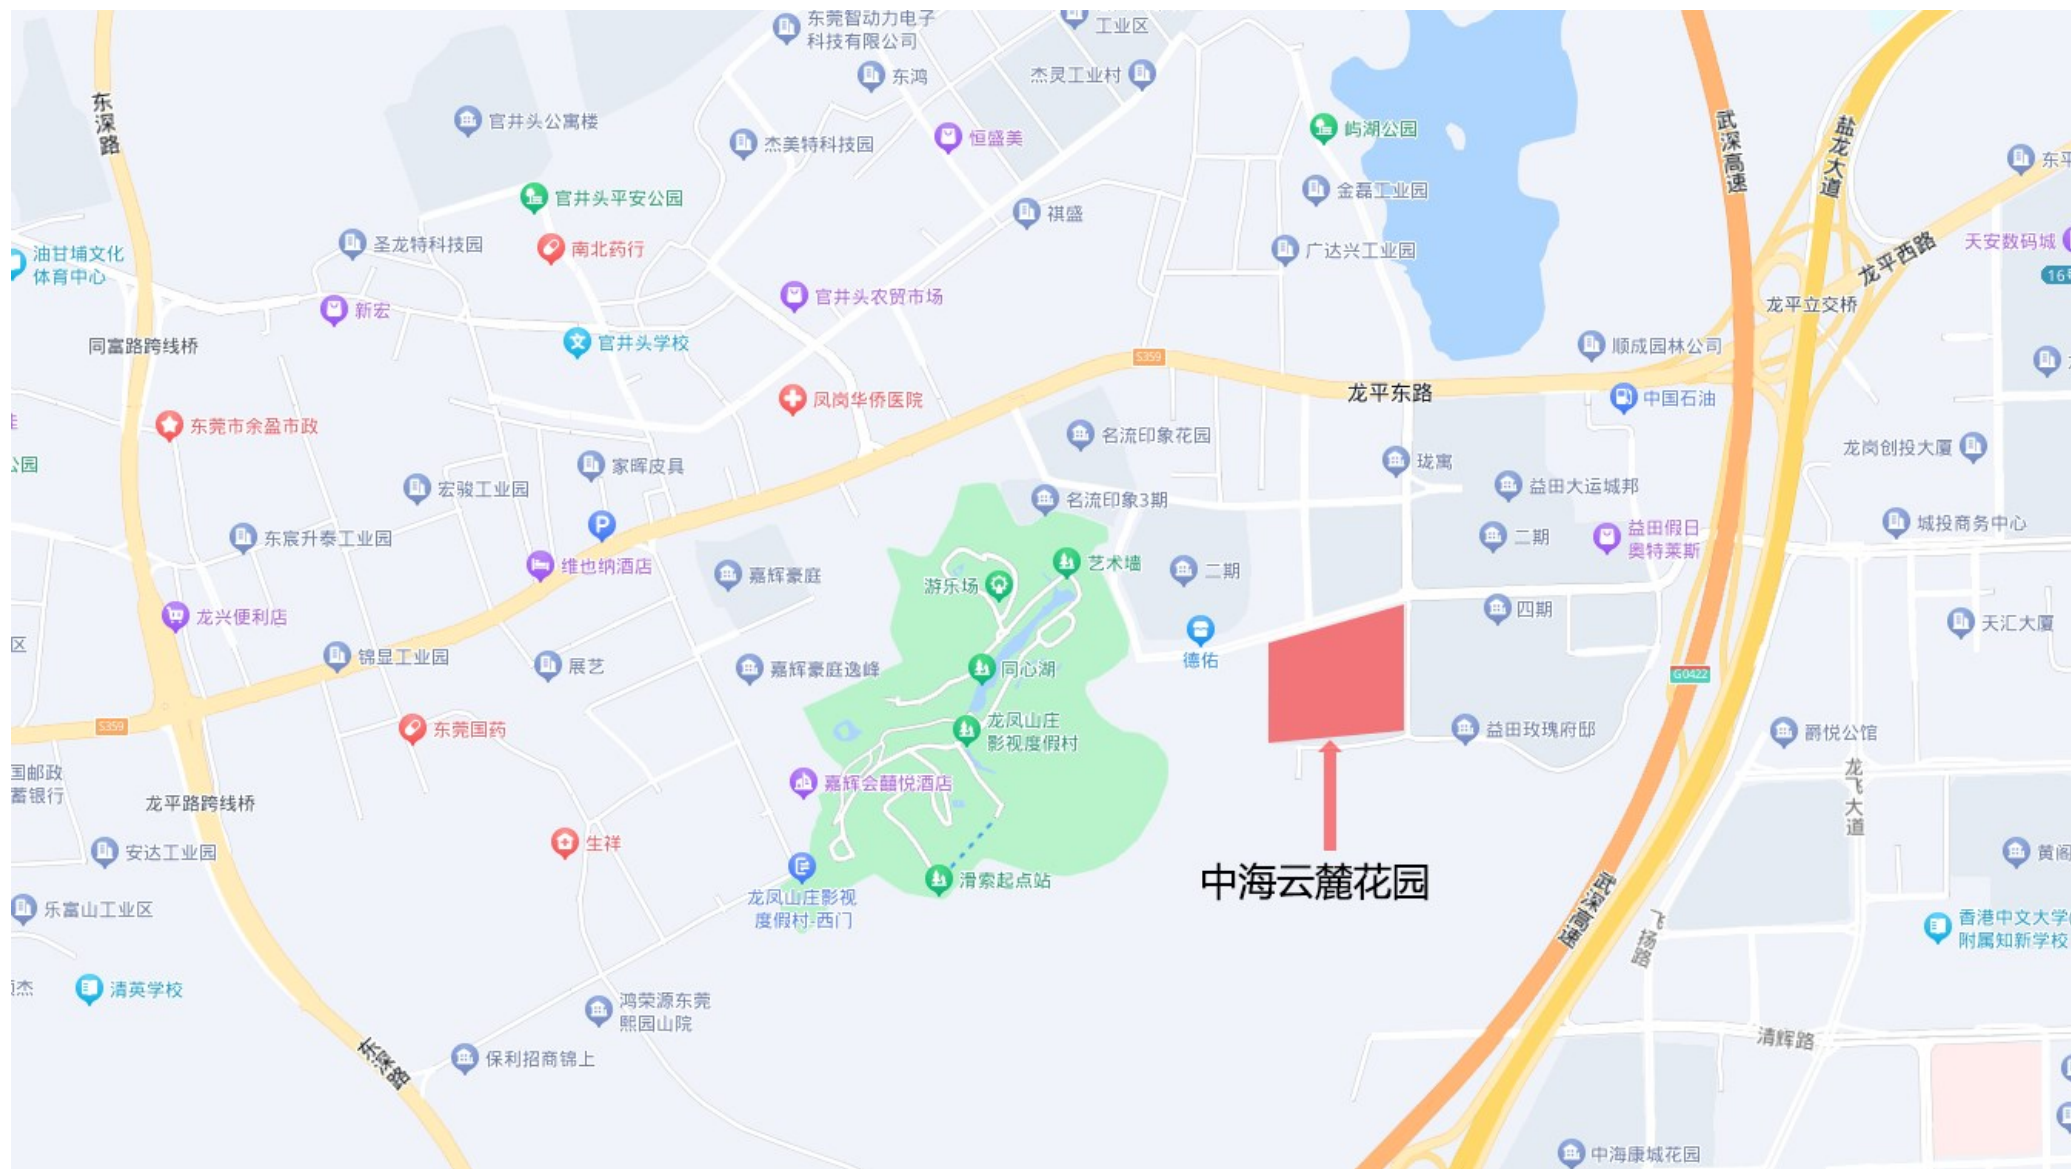 东莞智动力电子
科技有限公司
工业区
东鸿
杰灵工业村
东深路
官井头公寓楼
杰美特科技园
恒盛美
屿湖公园
武深高速
盐龙大道
东平
官井头平安公园
金磊工业园
祺盛
圣龙特科技园
南北药行
广达兴工业园
龙平西路
天安数码城
油甘埔文化
体育中心
新宏
官井头农贸市场
龙平立交桥
同富路跨线桥
官井头学校
S359
顺成园林公司
龙平东路
中国石油
凤岗华侨医院
东莞市余盈市政
名流印象花园
龙岗创投大厦
公园
家晖皮具
珑寓
宏骏工业园
名流印象3期
益田大运城邦
东宸升泰工业园
P
二期
益田假日
奥特莱斯
城投商务中心
维也纳酒店
嘉辉豪庭
游乐场
艺术墙
二期
龙兴便利店
四期
天汇大厦
区
锦显工业园
展艺
嘉辉豪庭逸峰
同心湖
德佑
G0422
S359
东莞国药
龙凤山庄
影视度假村
益田玫瑰府邸
爵悦公馆
国邮政
蓄银行
龙平路跨线桥
嘉辉会囍悦酒店
龙飞大道
安达工业园
生祥
黄阁
龙凤山庄影视
度假村-西门
滑索起点站
中海云麓花园
乐富山工业区
武深高速
飞扬路
香港中文大学
附属知新学校
清英学校
鸿荣源东莞
熙园山院
东深路
保利招商锦上
清辉路
中海康城花园